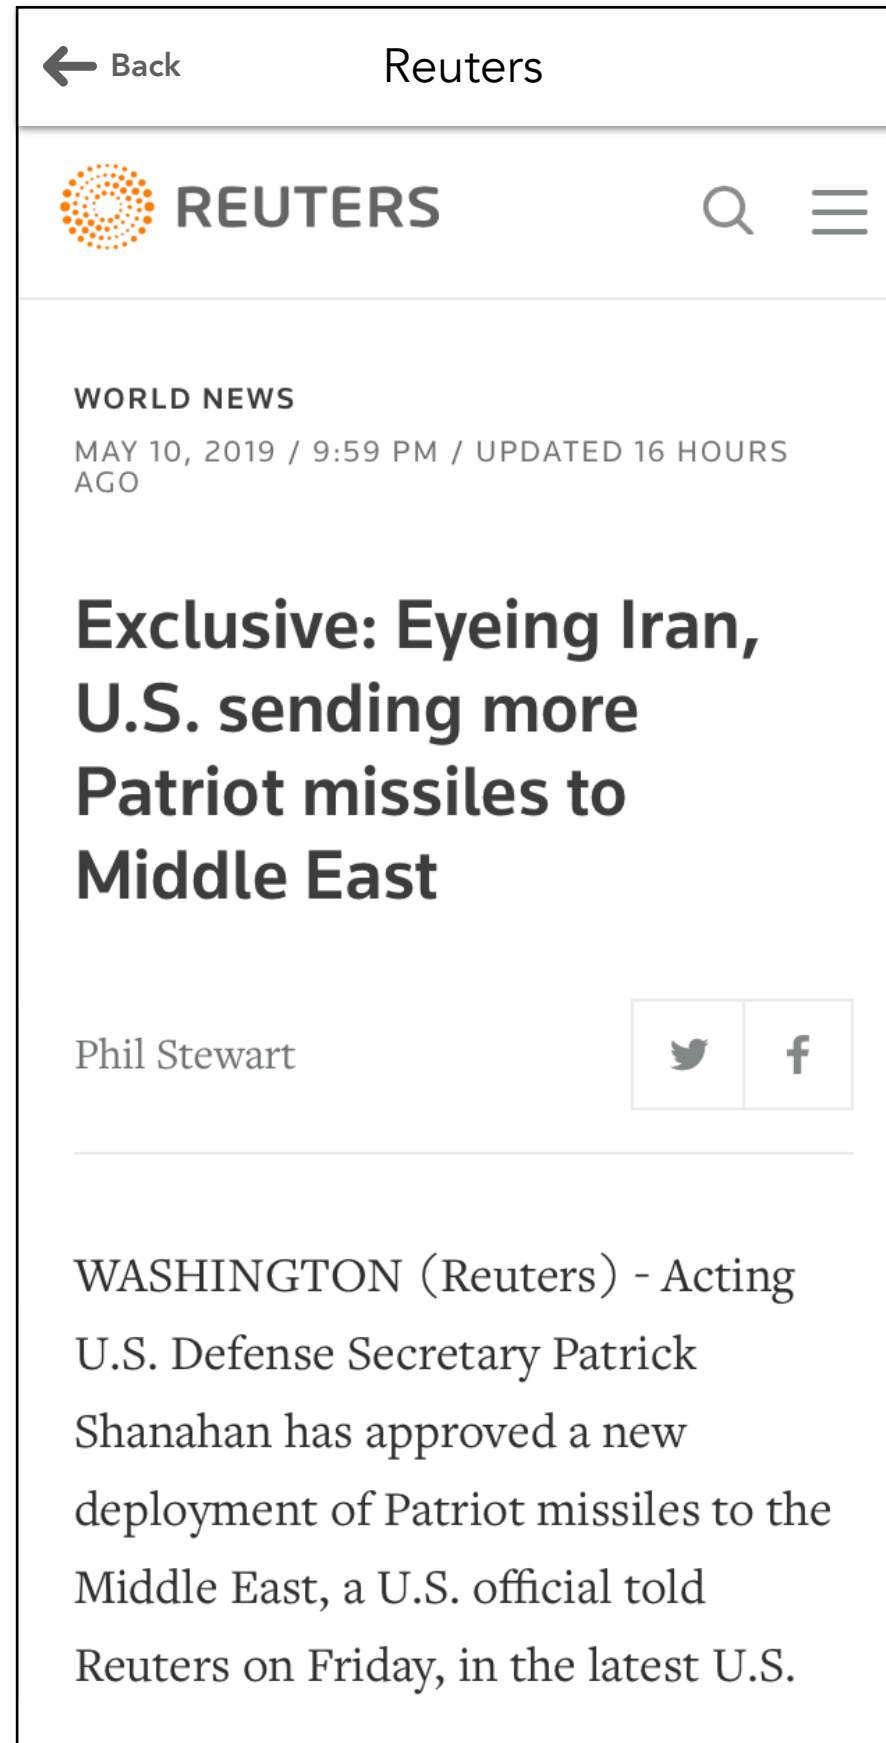 Back
Reuters
REUTERS
WORLD NEWS
MAY 10, 2019 / 9:59 PM / UPDATED 16 HOURS
AGO
Exclusive: Eyeing Iran,
U.S. sending more
Patriot missiles to
Middle East
Phil Stewart
WASHINGTON (Reuters) - Acting
U.S. Defense Secretary Patrick
Shanahan has approved a new
deployment of Patriot missiles to the
Middle East, a U.S. official told
Reuters on Friday, in the latest U.S.